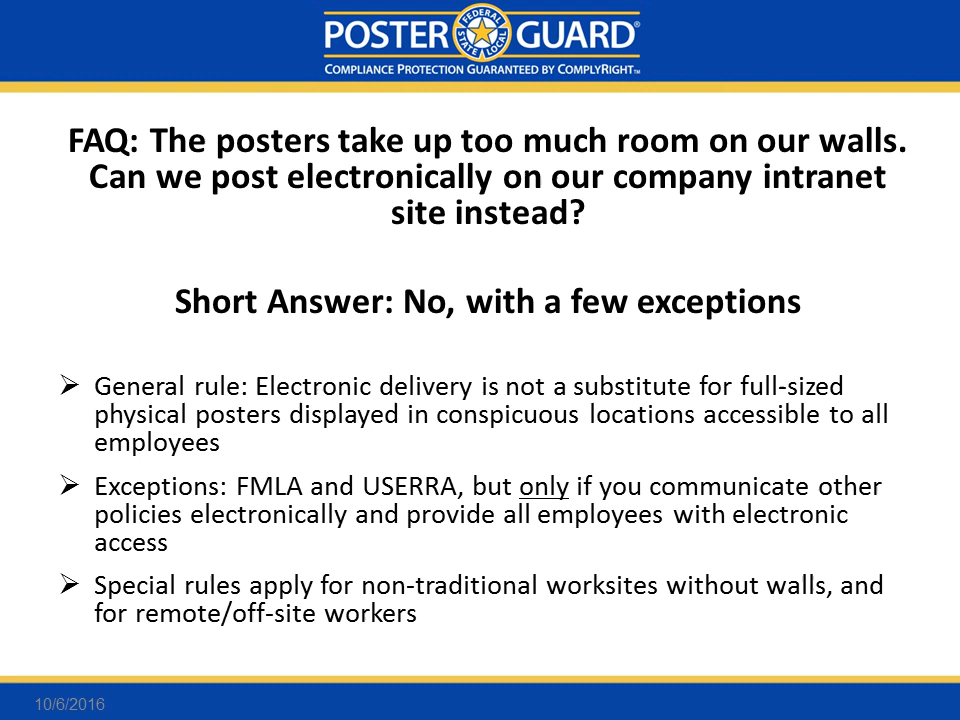 POSTER GUARD®
FEDERAL STATE LOCAL
COMPLIANCE PROTECTION GUARANTEED BY COMPLYRIGHT™
FAQ: The posters take up too much room on our walls.
Can we post electronically on our company intranet
site instead?
Short Answer: No, with a few exceptions
➢ General rule: Electronic delivery is not a substitute for full-sized
physical posters displayed in conspicuous locations accessible to all
employees
➢ Exceptions: FMLA and USERRA, but only if you communicate other
policies electronically and provide all employees with electronic
access
➢ Special rules apply for non-traditional worksites without walls, and
for remote/off-site workers
10/6/2016